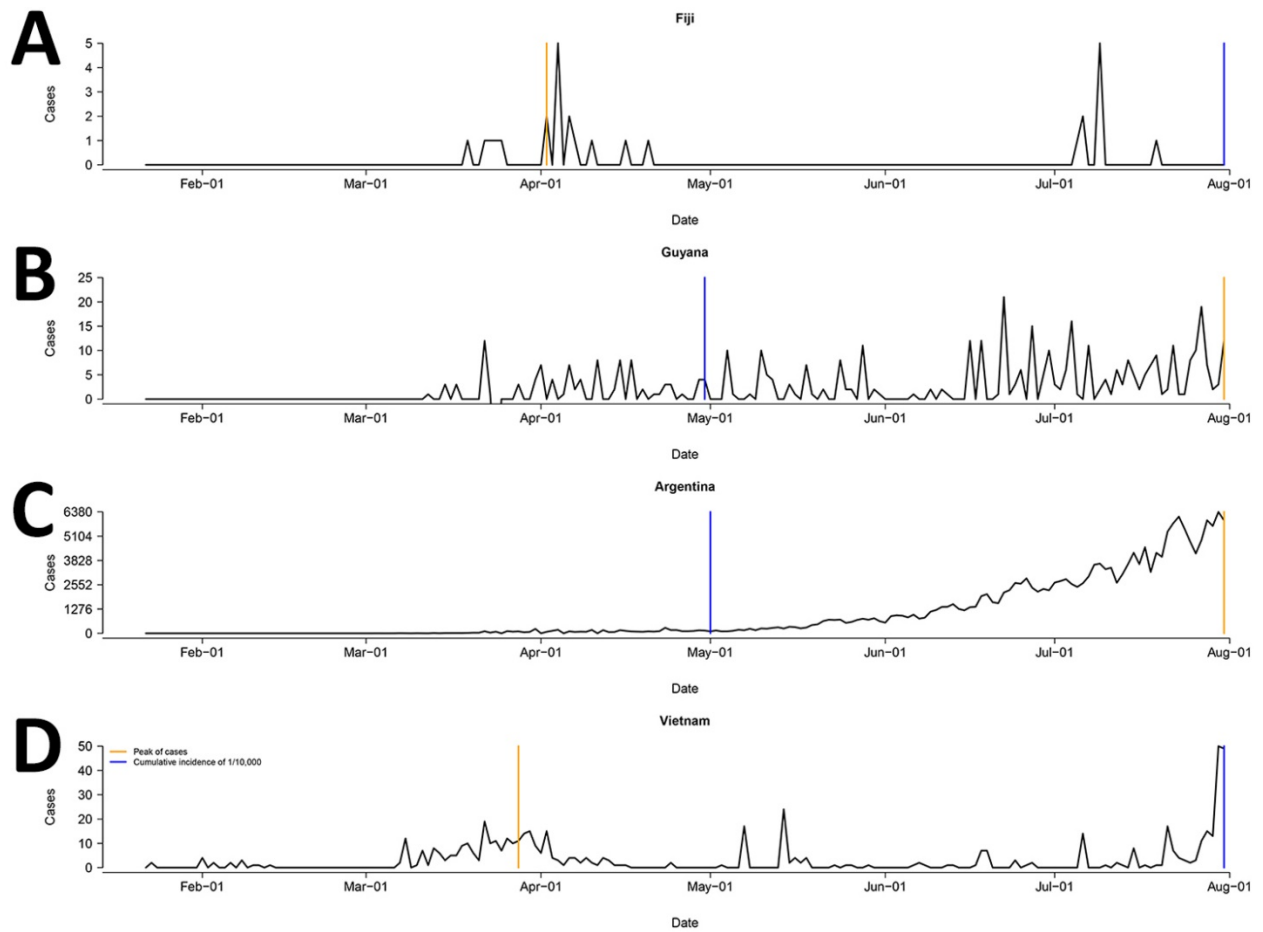 A
Fiji
Cases
5
4
3
2
1
0
Feb−01 Mar−01 Apr−01 May−01 Jun−01 Jul−01 Aug−01
Date
B
Guyana
Cases
25
20
15
10
5
0
Feb−01 Mar−01 Apr−01 May−01 Jun−01 Jul−01 Aug−01
Date
C
Argentina
Cases
6380
5104
3828
2552
1276
0
Feb−01 Mar−01 Apr−01 May−01 Jun−01 Jul−01 Aug−01
Date
D
Vietnam
Peak of cases
Cumulative incidence of 1/10,000
Cases
50
40
30
20
10
0
Feb−01 Mar−01 Apr−01 May−01 Jun−01 Jul−01 Aug−01
Date